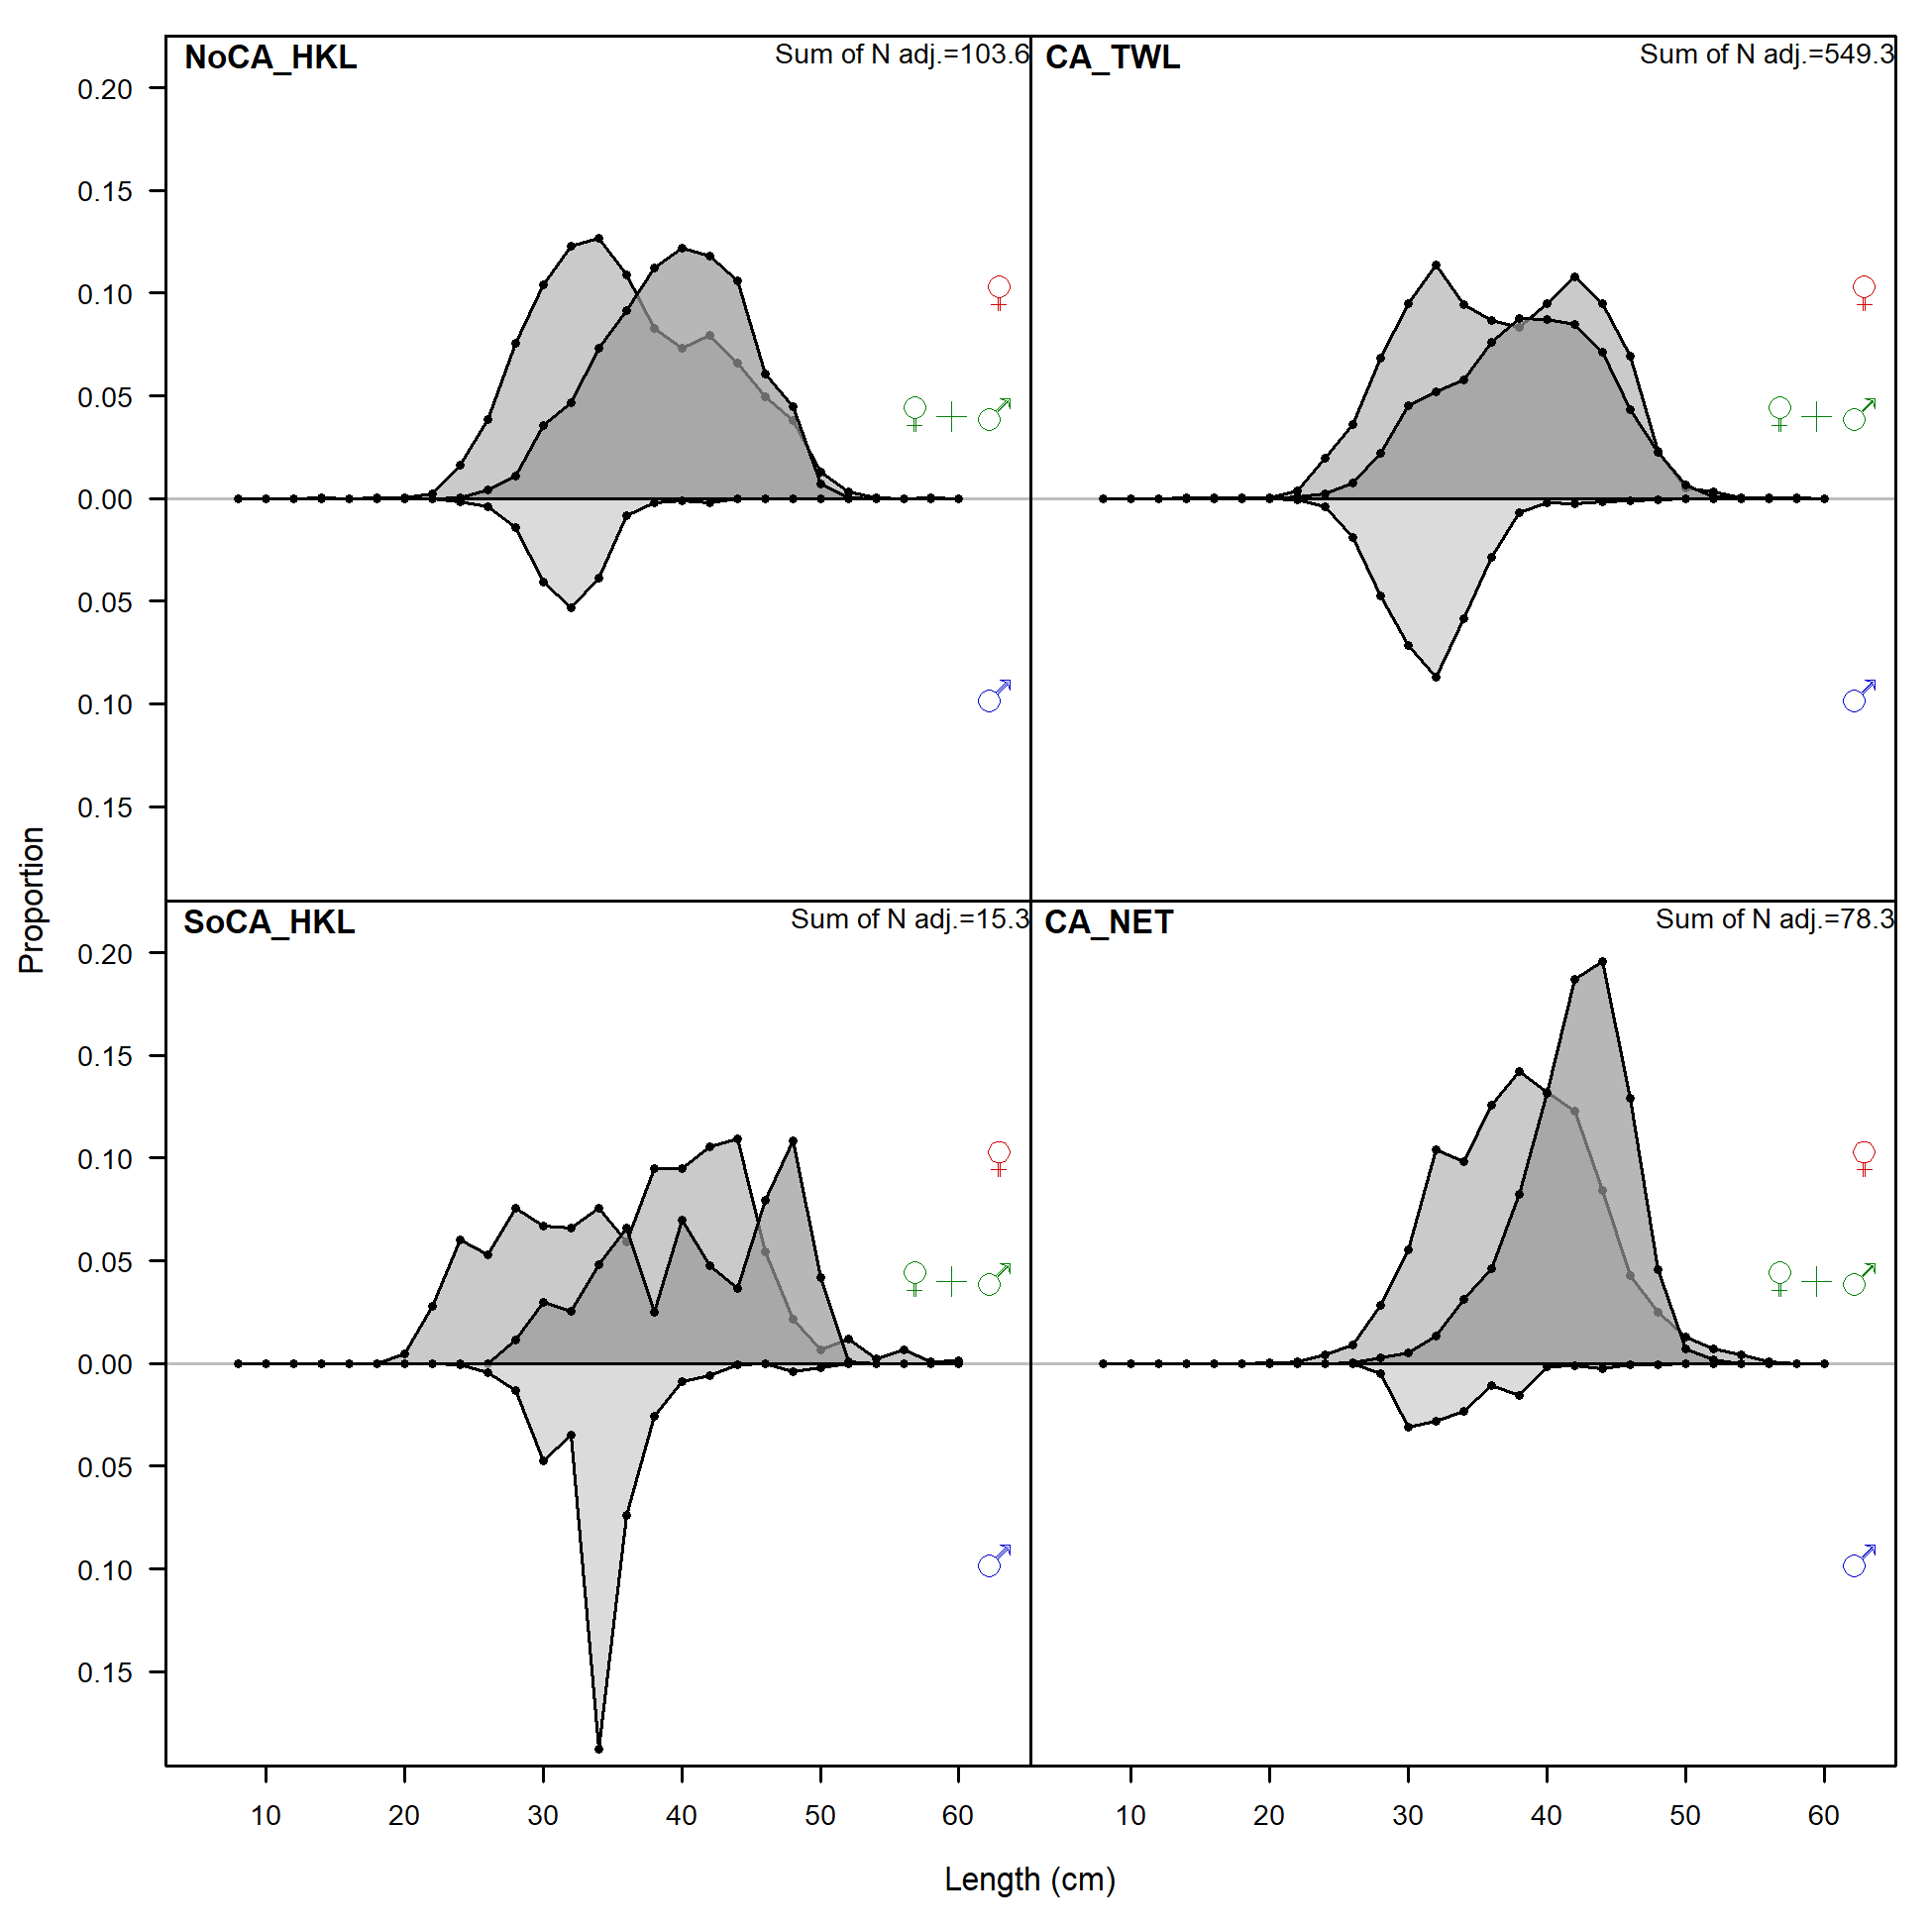 NoCA_HKL
Sum of N adj.=103.6
CA_TWL
Sum of N adj.=549.3
0.20
0.15
0.10
0.05
0.00
0.05
0.10
0.15
♀
♀ + ♂
♂
♀
♀ + ♂
♂
Proportion
SoCA_HKL
Sum of N adj.=15.3
CA_NET
Sum of N adj.=78.3
0.20
0.15
0.10
0.05
0.00
0.05
0.10
0.15
♀
♀ + ♂
♂
♀
♀ + ♂
♂
10 20 30 40 50 60
10 20 30 40 50 60
Length (cm)